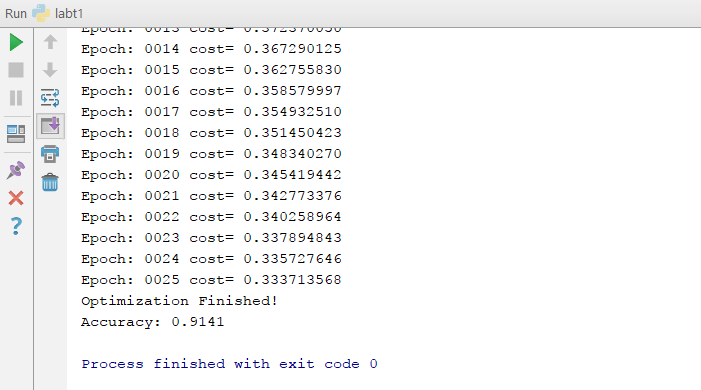 Run labt1
Epoch: 0013 cost= 0.372370050
Epoch: 0014 cost= 0.367290125
Epoch: 0015 cost= 0.362755830
Epoch: 0016 cost= 0.358579997
Epoch: 0017 cost= 0.354932510
Epoch: 0018 cost= 0.351450423
Epoch: 0019 cost= 0.348340270
Epoch: 0020 cost= 0.345419442
Epoch: 0021 cost= 0.342773376
Epoch: 0022 cost= 0.340258964
Epoch: 0023 cost= 0.337894843
Epoch: 0024 cost= 0.335727646
Epoch: 0025 cost= 0.333713568
Optimization Finished!
Accuracy: 0.9141
Process finished with exit code 0